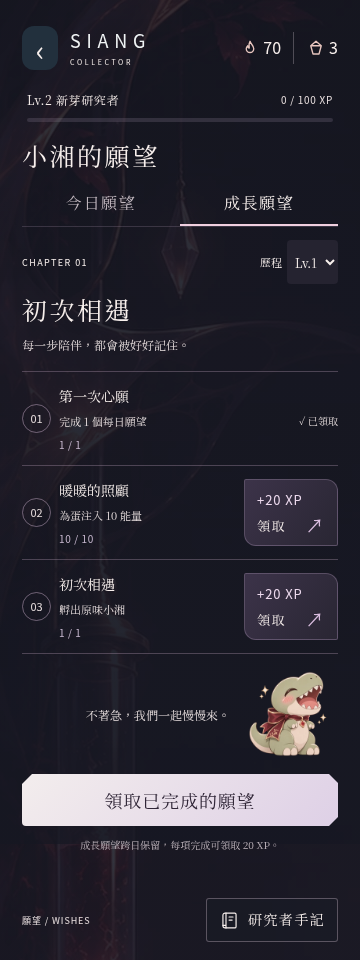 ‹ SIANG 70 3
COLLECTOR
Lv.2 新芽研究者 0 / 100 XP
小湘的願望
今日願望 成長願望
CHAPTER 01 歷程 Lv.1
初次相遇
每一步陪伴，都會被好好記住。
第一次心願
01 完成 1 個每日願望 ✓ 已領取
1 / 1
暖暖的照顧 +20 XP
02 為蛋注入 10 能量
10 / 10 領取 ↗
初次相遇 +20 XP
03 孵出原味小湘
1 / 1 領取 ↗
不著急，我們一起慢慢來。
領取已完成的願望
成長願望跨日保留，每項完成可領取 20 XP。
願望 / WISHES 研究者手記